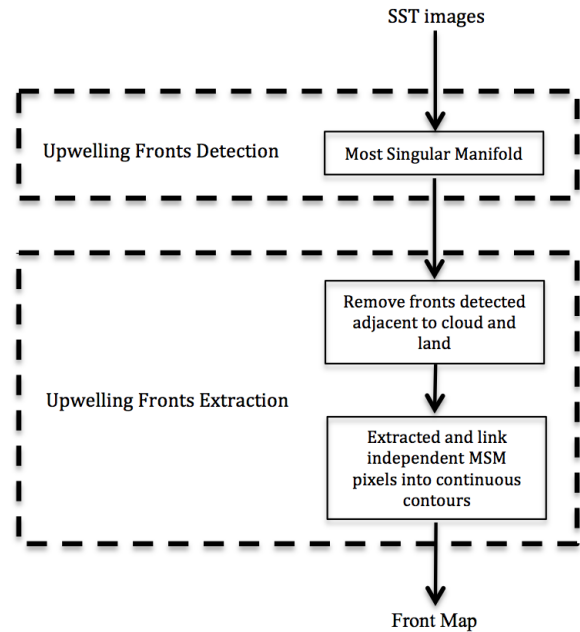 SST images
Upwelling Fronts Detection
Most Singular Manifold
Remove fronts detected
adjacent to cloud and
land
Upwelling Fronts Extraction
Extracted and link
independent MSM
pixels into continuous
contours
Front Map